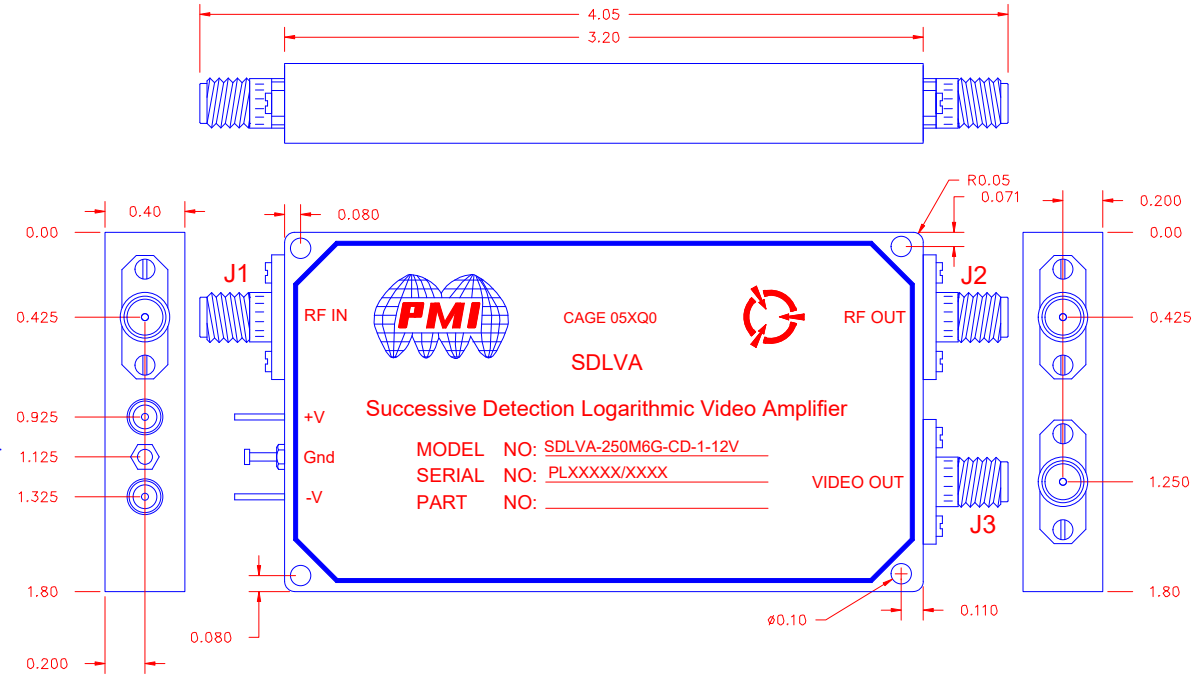 4.05
3.20
R0.05
0.40
0.080
0.071
0.200
0.00
0.00
J1
J2
0.425
RF IN
PMI
CAGE 05XQ0
RF OUT
0.425
SDLVA
Successive Detection Logarithmic Video Amplifier
0.925
+V
MODEL NO: SDLVA-250M6G-CD-1-12V
1.125
Gnd
SERIAL NO: PLXXXXX/XXXX
VIDEO OUT
1.250
1.325
-V
PART NO:
J3
1.80
1.80
ø0.10
0.110
0.080
0.200